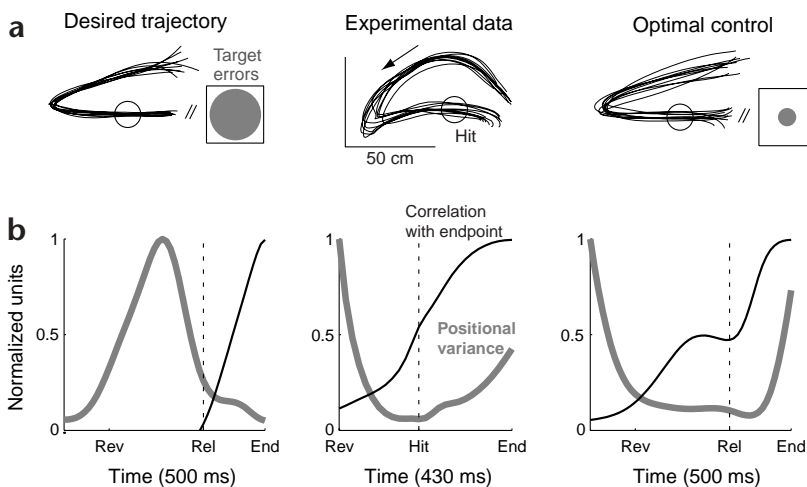 a
Desired trajectory
Experimental data
Optimal control
Target
errors
Hit
50 cm
b
Normalized units
1
0.5
0
Rev
Rel
End
Time (500 ms)
Correlation
with endpoint
Positional
variance
1
0.5
0
Rev
Hit
End
Time (430 ms)
1
0.5
0
Rev
Rel
End
Time (500 ms)